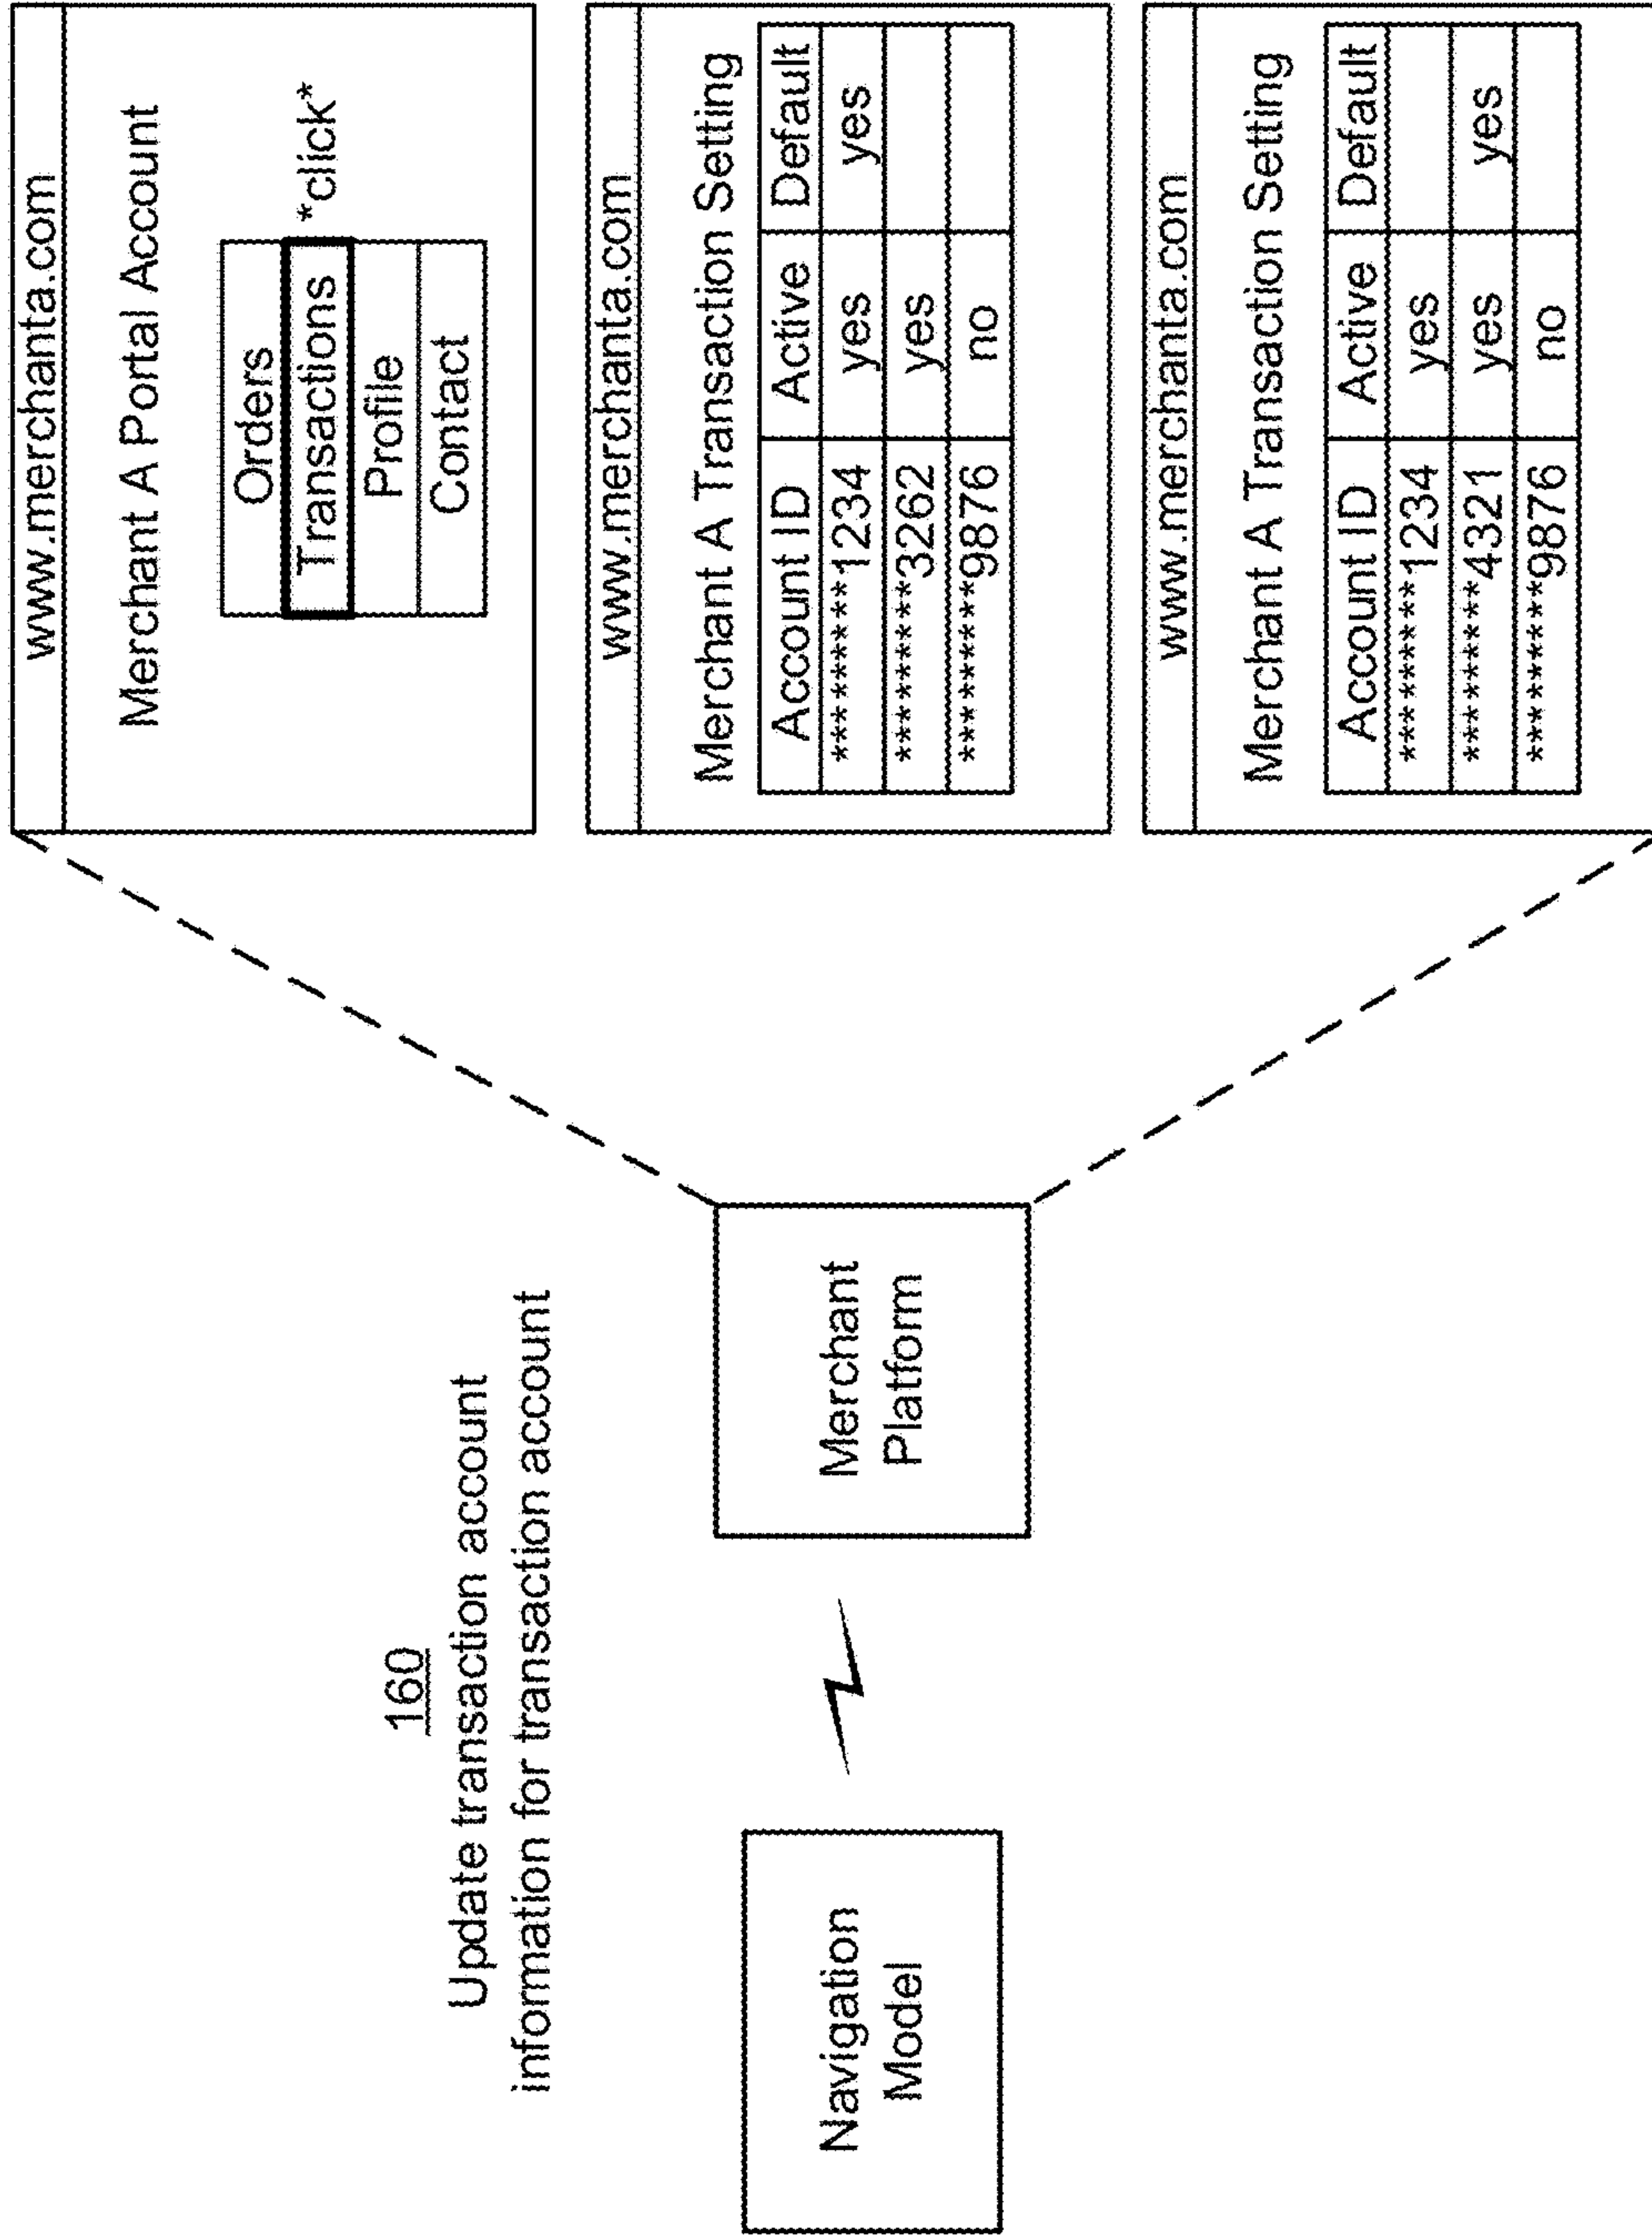 160
Update transaction account
information for transaction account
Navigation
Model
Merchant
Platform
www.merchanta.com
Merchant A Portal Account
Orders
Transactions *click*
Profile
Contact
www.merchanta.com
Merchant A Transaction Setting
Account ID Active Default
********1234 yes yes
********3262 yes
********9876 no
www.merchanta.com
Merchant A Transaction Setting
Account ID Active Default
********1234 yes
********4321 yes yes
********9876 no